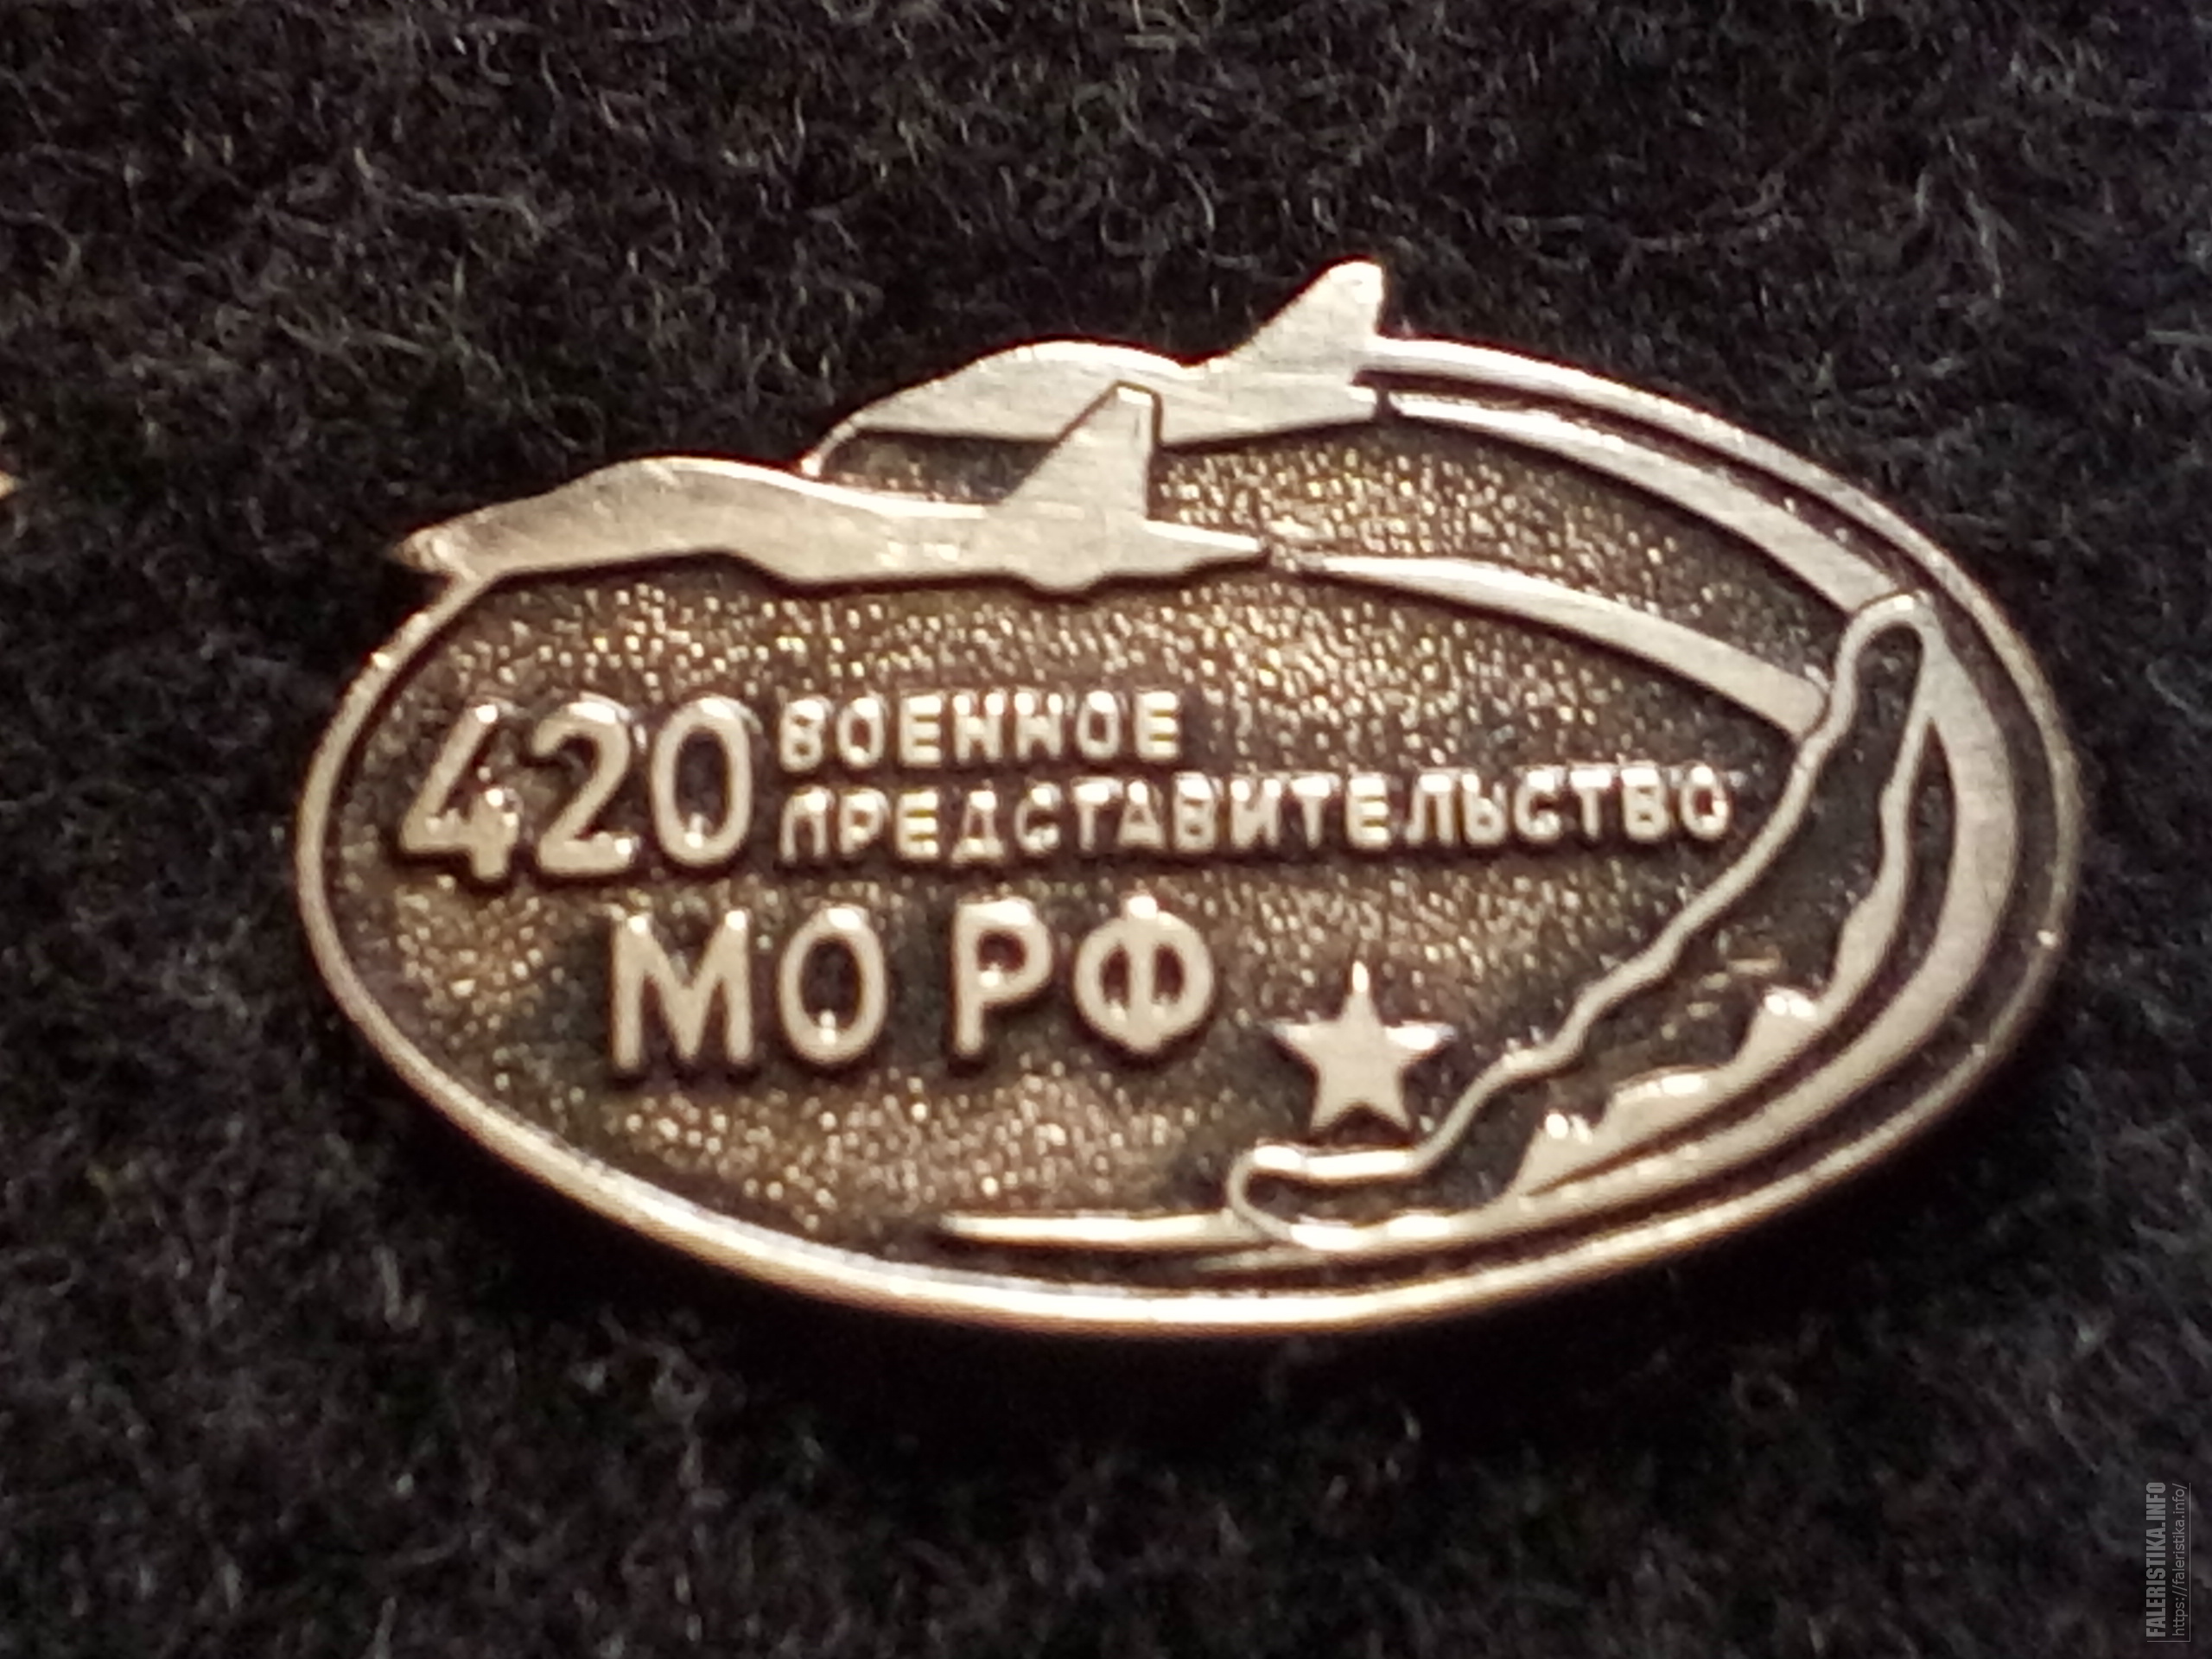 420 ВОЕННОЕ
ПРЕДСТАВИТЕЛЬСТВО
МО РФ
FALERISTIKA.INFO
https://faleristika.info/